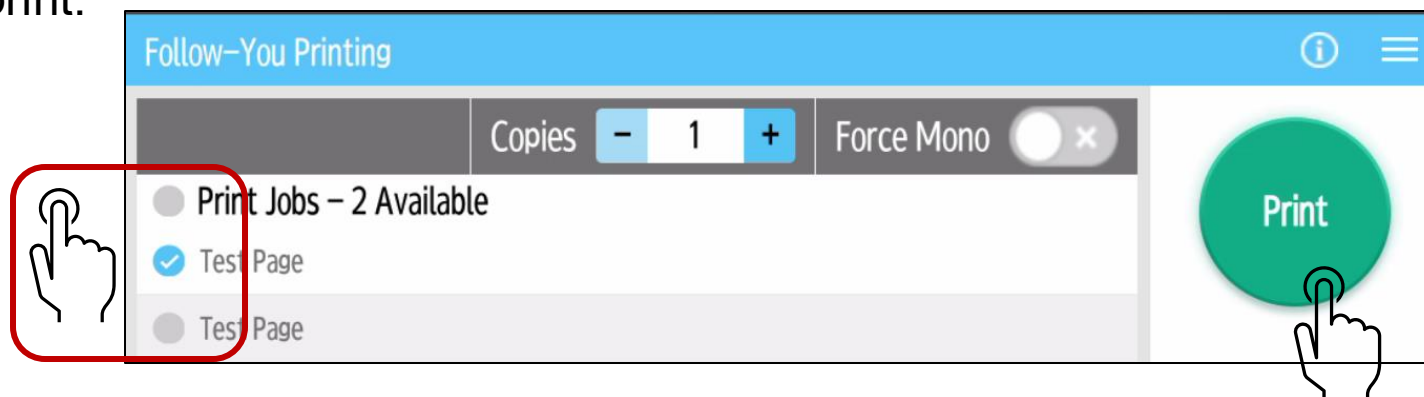 print.
Follow-You Printing
Copies - 1 + Force Mono
Print Jobs – 2 Available
Print
Test Page
Test Page